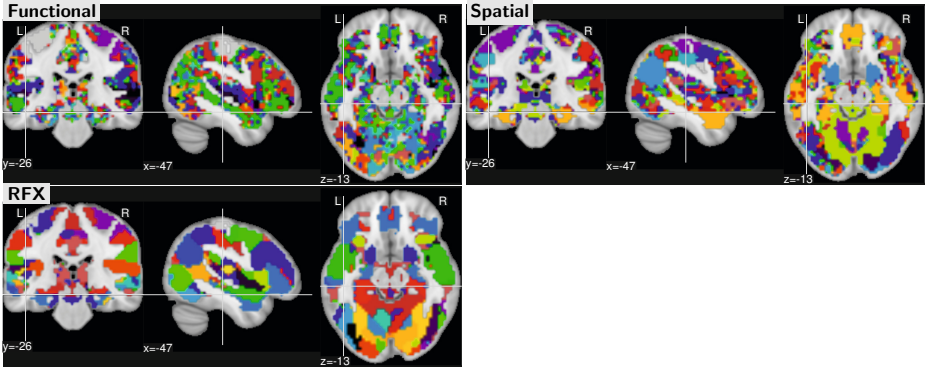 Functional
L R
y=-26
x=-47
L R
z=-13
Spatial
L R
y=-26
x=-47
L R
z=-13
RFX
L R
y=-26
x=-47
L R
z=-13